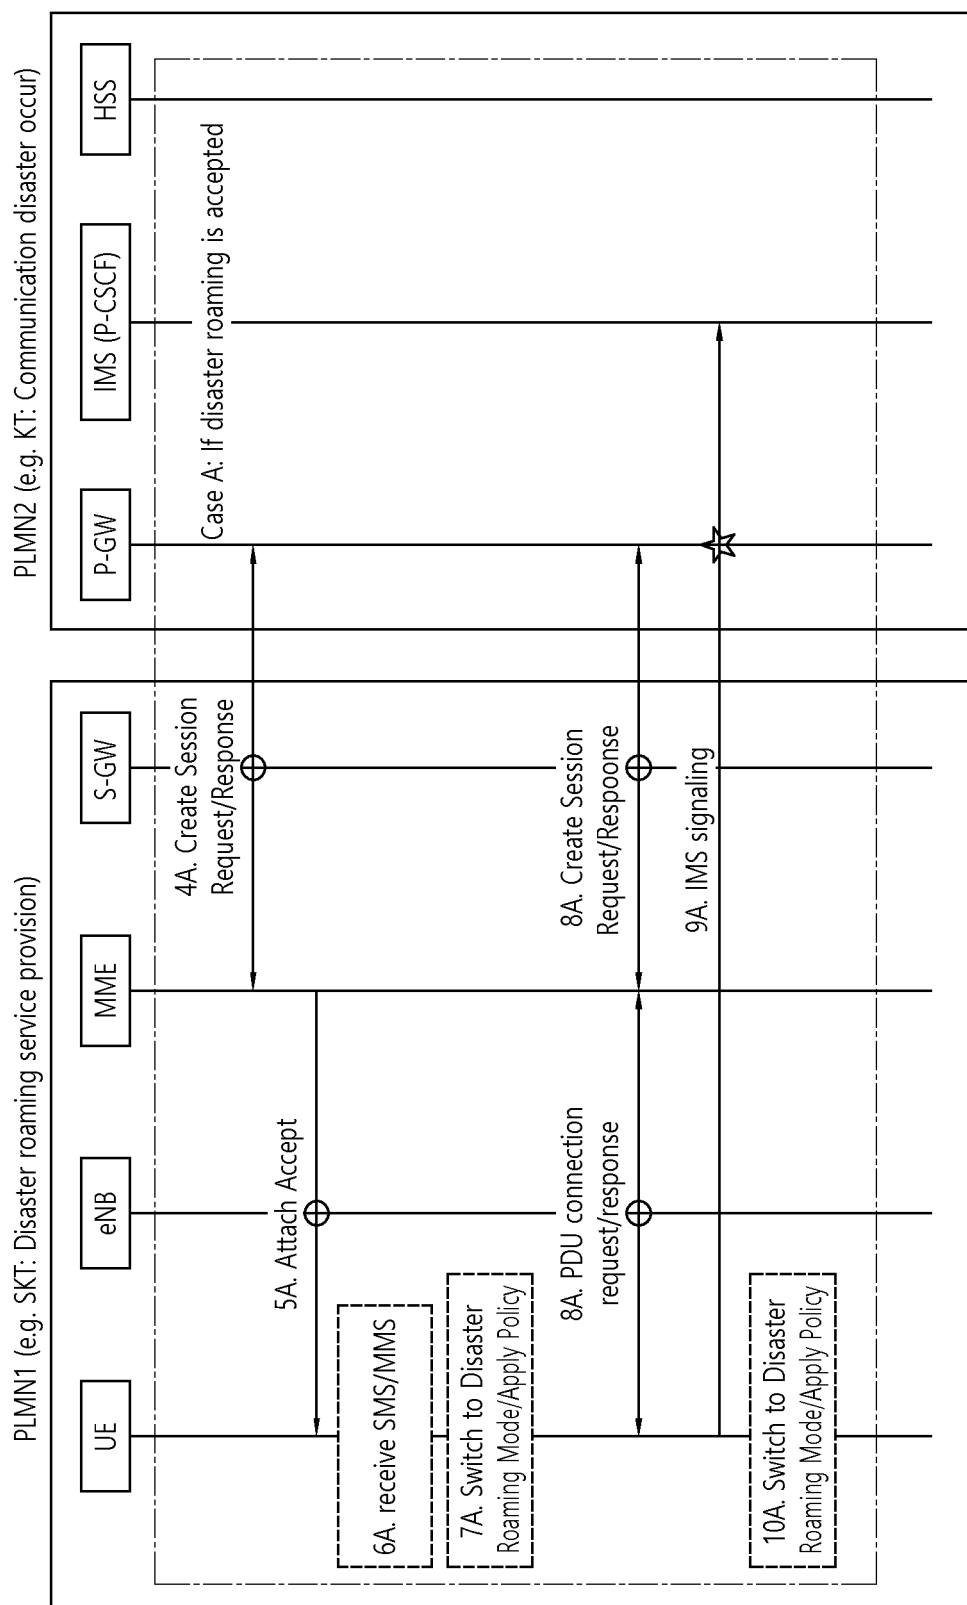 PLMN1 (e.g. SKT: Disaster roaming service provision)
PLMN2 (e.g. KT: Communication disaster occur)
UE
eNB
MME
S-GW
P-GW
IMS (P-CSCF)
HSS
Case A: If disaster roaming is accepted
4A. Create Session
Request/Response
5A. Attach Accept
6A. receive SMS/MMS
7A. Switch to Disaster
Roaming Mode/Apply Policy
8A. PDU connection
request/response
8A. Create Session
Request/Respoonse
9A. IMS signaling
10A. Switch to Disaster
Roaming Mode/Apply Policy